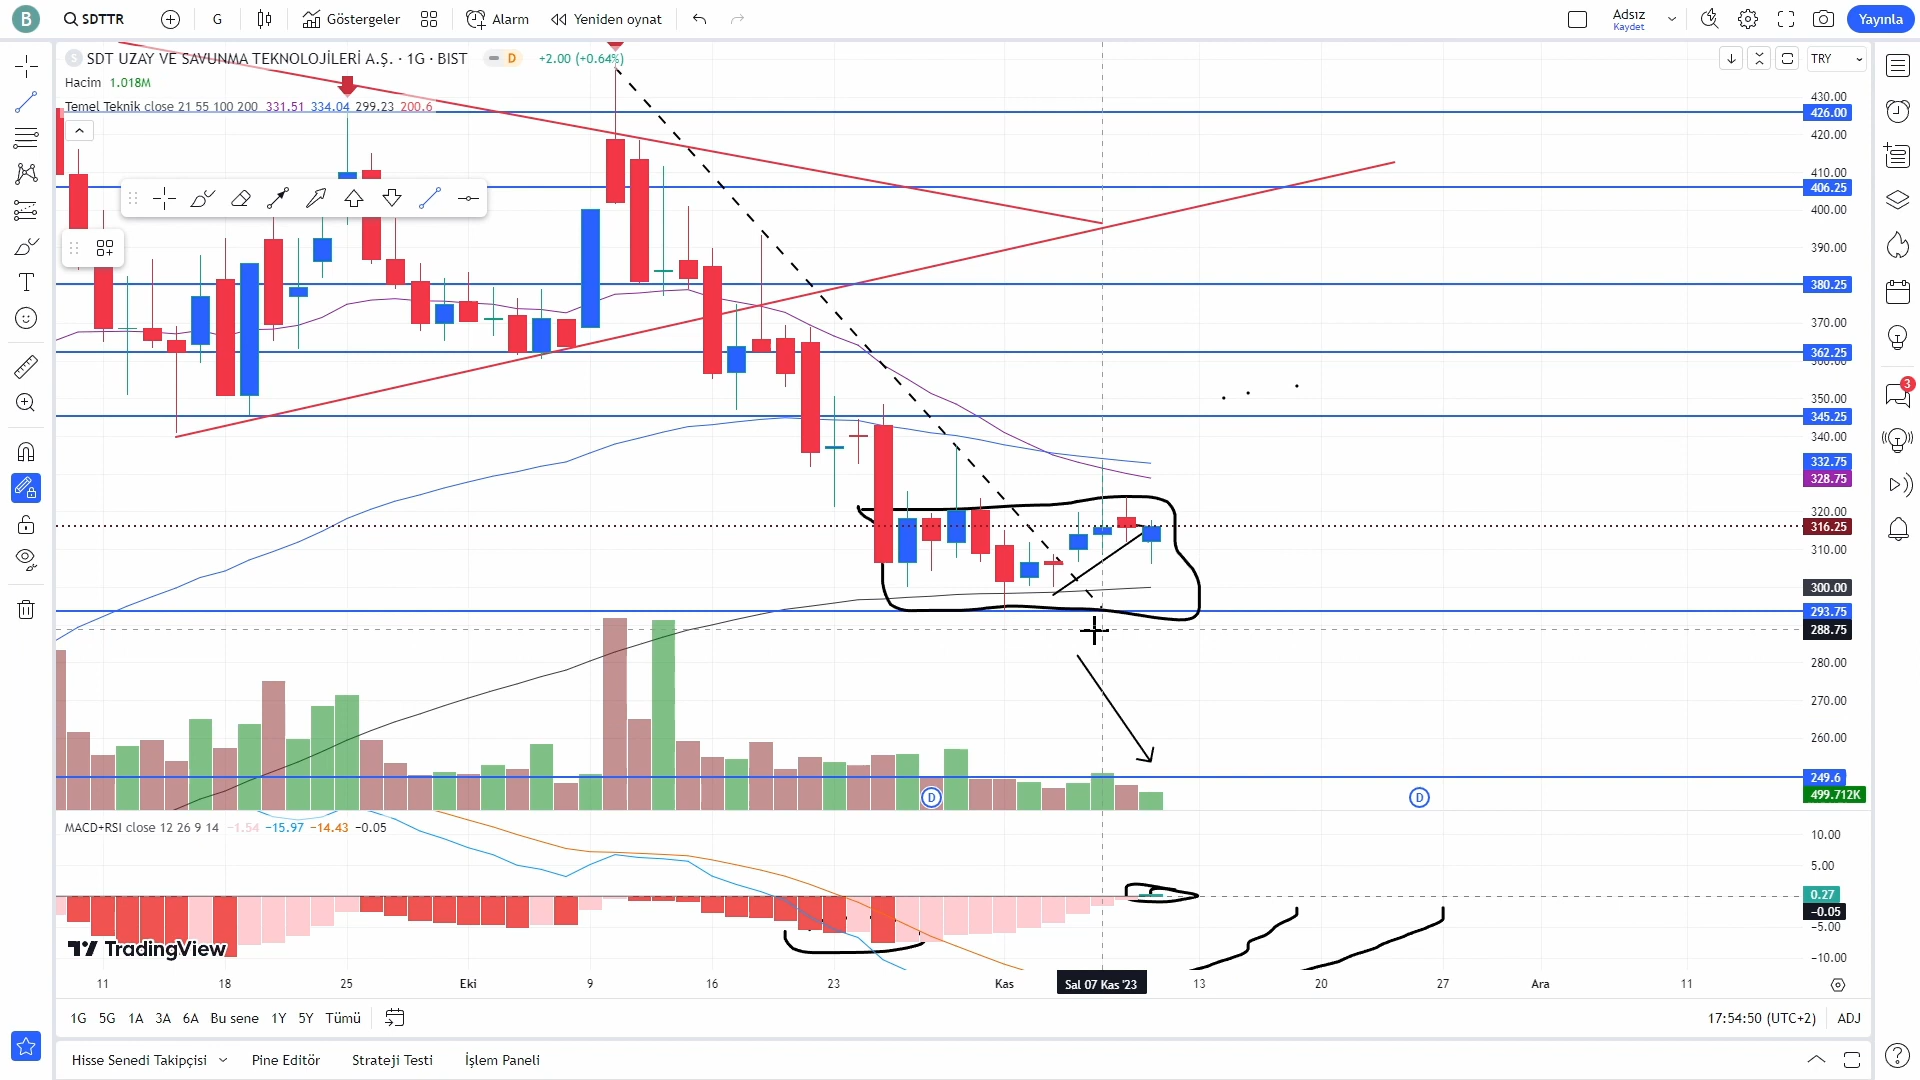 B
SDTTR
G
Göstergeler
Alarm
Yeniden oynat
Adsız
Kaydet
Yayınla
S
SDT UZAY VE SAVUNMA TEKNOLOJİLERİ A.Ş. · 1G · BIST
D
+2.00 (+0.64%)
TRY
Hacim 1.018M
Temel Teknik close 21 55 100 200 331.51 334.04 299.23 200.6
430.00
426.00
420.00
410.00
406.25
400.00
390.00
380.25
370.00
362.25
360.00
350.00
345.25
340.00
332.75
328.75
320.00
316.25
310.00
300.00
293.75
288.75
280.00
270.00
260.00
249.6
499.712K
D
D
3
MACD+RSI close 12 26 9 14 −1.54 −15.97 −14.43 −0.05
10.00
5.00
0.27
−0.05
−5.00
−10.00
TradingView
11
18
25
Eki
9
16
23
Kas
Sal 07 Kas '23
13
20
27
Ara
11
1G 5G 1A 3A 6A Bu sene 1Y 5Y Tümü
17:54:50 (UTC+2)
ADJ
Hisse Senedi Takipçisi
Pine Editör
Strateji Testi
İşlem Paneli